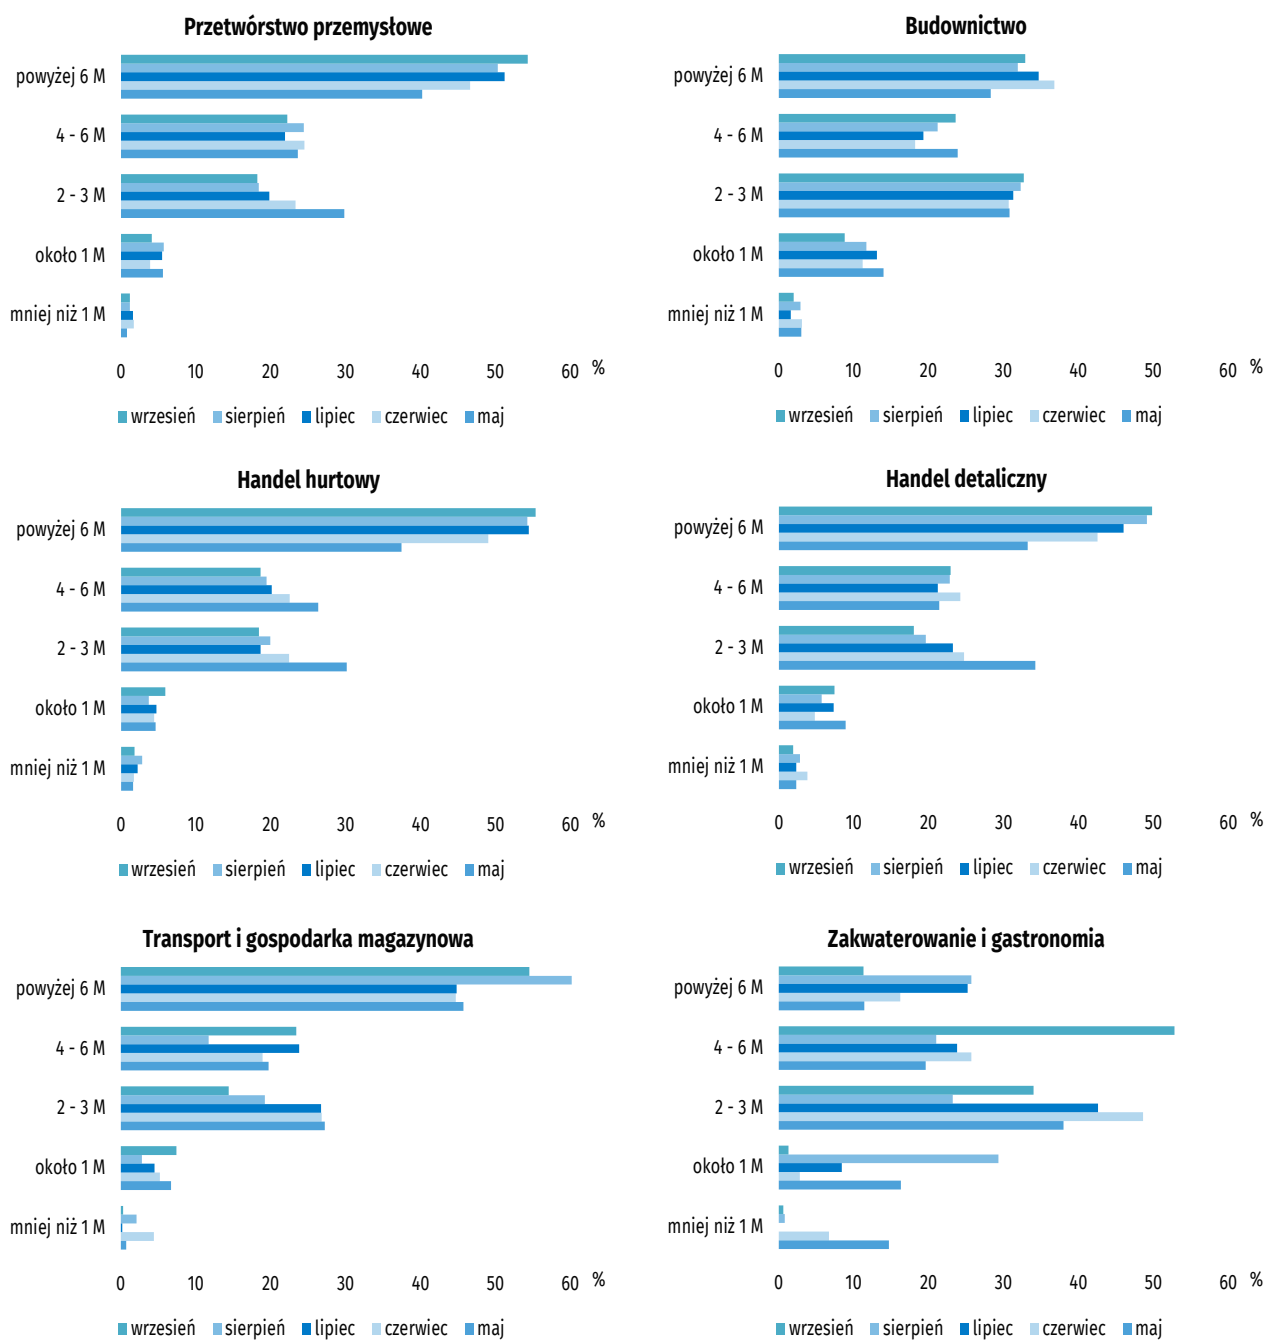 Przetwórstwo przemysłowe
powyżej 6 M
4 - 6 M
2 - 3 M
około 1 M
mniej niż 1 M
0 10 20 30 40 50 60 %
wrzesień sierpień lipiec czerwiec maj
Budownictwo
powyżej 6 M
4 - 6 M
2 - 3 M
około 1 M
mniej niż 1 M
0 10 20 30 40 50 60 %
wrzesień sierpień lipiec czerwiec maj
Handel hurtowy
powyżej 6 M
4 - 6 M
2 - 3 M
około 1 M
mniej niż 1 M
0 10 20 30 40 50 60 %
wrzesień sierpień lipiec czerwiec maj
Handel detaliczny
powyżej 6 M
4 - 6 M
2 - 3 M
około 1 M
mniej niż 1 M
0 10 20 30 40 50 60 %
wrzesień sierpień lipiec czerwiec maj
Transport i gospodarka magazynowa
powyżej 6 M
4 - 6 M
2 - 3 M
około 1 M
mniej niż 1 M
0 10 20 30 40 50 60 %
wrzesień sierpień lipiec czerwiec maj
Zakwaterowanie i gastronomia
powyżej 6 M
4 - 6 M
2 - 3 M
około 1 M
mniej niż 1 M
0 10 20 30 40 50 60 %
wrzesień sierpień lipiec czerwiec maj